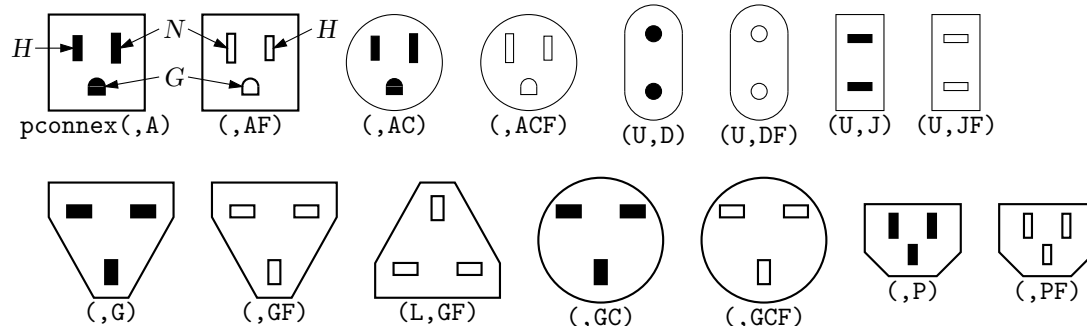 H N H
G
pconnex(,A) (,AF) (,AC) (,ACF) (U,D) (U,DF) (U,J) (U,JF)
(,G) (,GF) (L,GF) (,GC) (,GCF) (,P) (,PF)